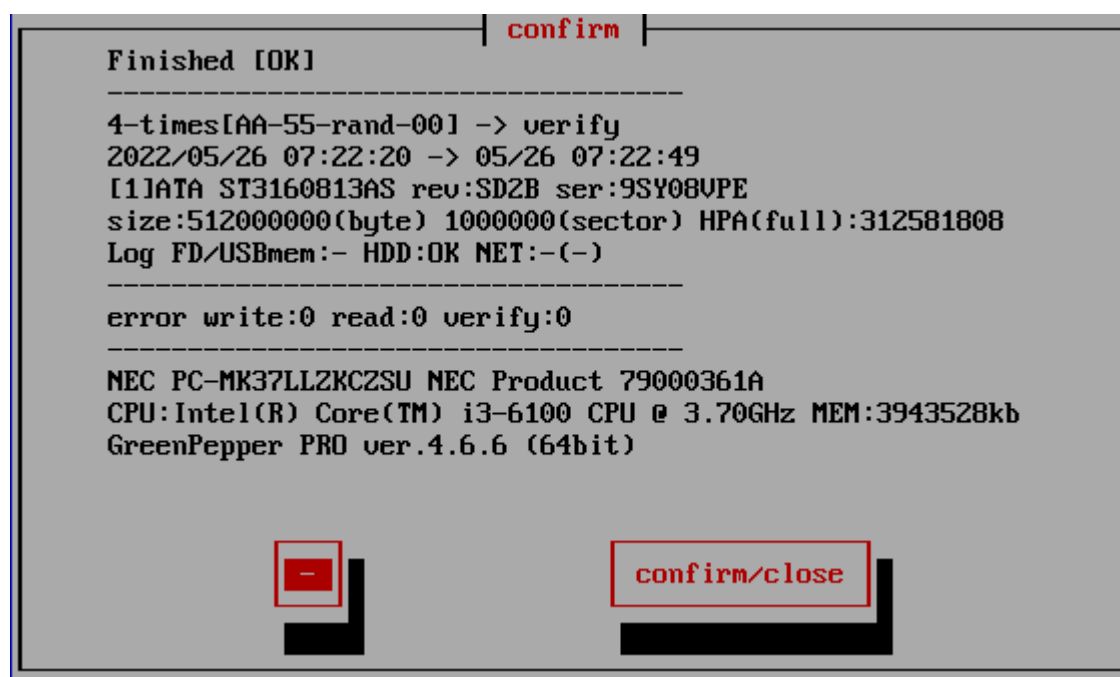 confirm
Finished [OK]
------------------------------------
4-times[AA-55-rand-00] -> verify
2022/05/26 07:22:20 -> 05/26 07:22:49
[1]ATA ST3160813AS rev:SD2B ser:9SY08VPE
size:512000000(byte) 1000000(sector) HPA(full):312581808
Log FD/USBmem:- HDD:OK NET:-(-)
------------------------------------
error write:0 read:0 verify:0
------------------------------------
NEC PC-MK37LLZKCZSU NEC Product 79000361A
CPU:Intel(R) Core(TM) i3-6100 CPU @ 3.70GHz MEM:3943528kb
GreenPepper PRO ver.4.6.6 (64bit)
- confirm/close